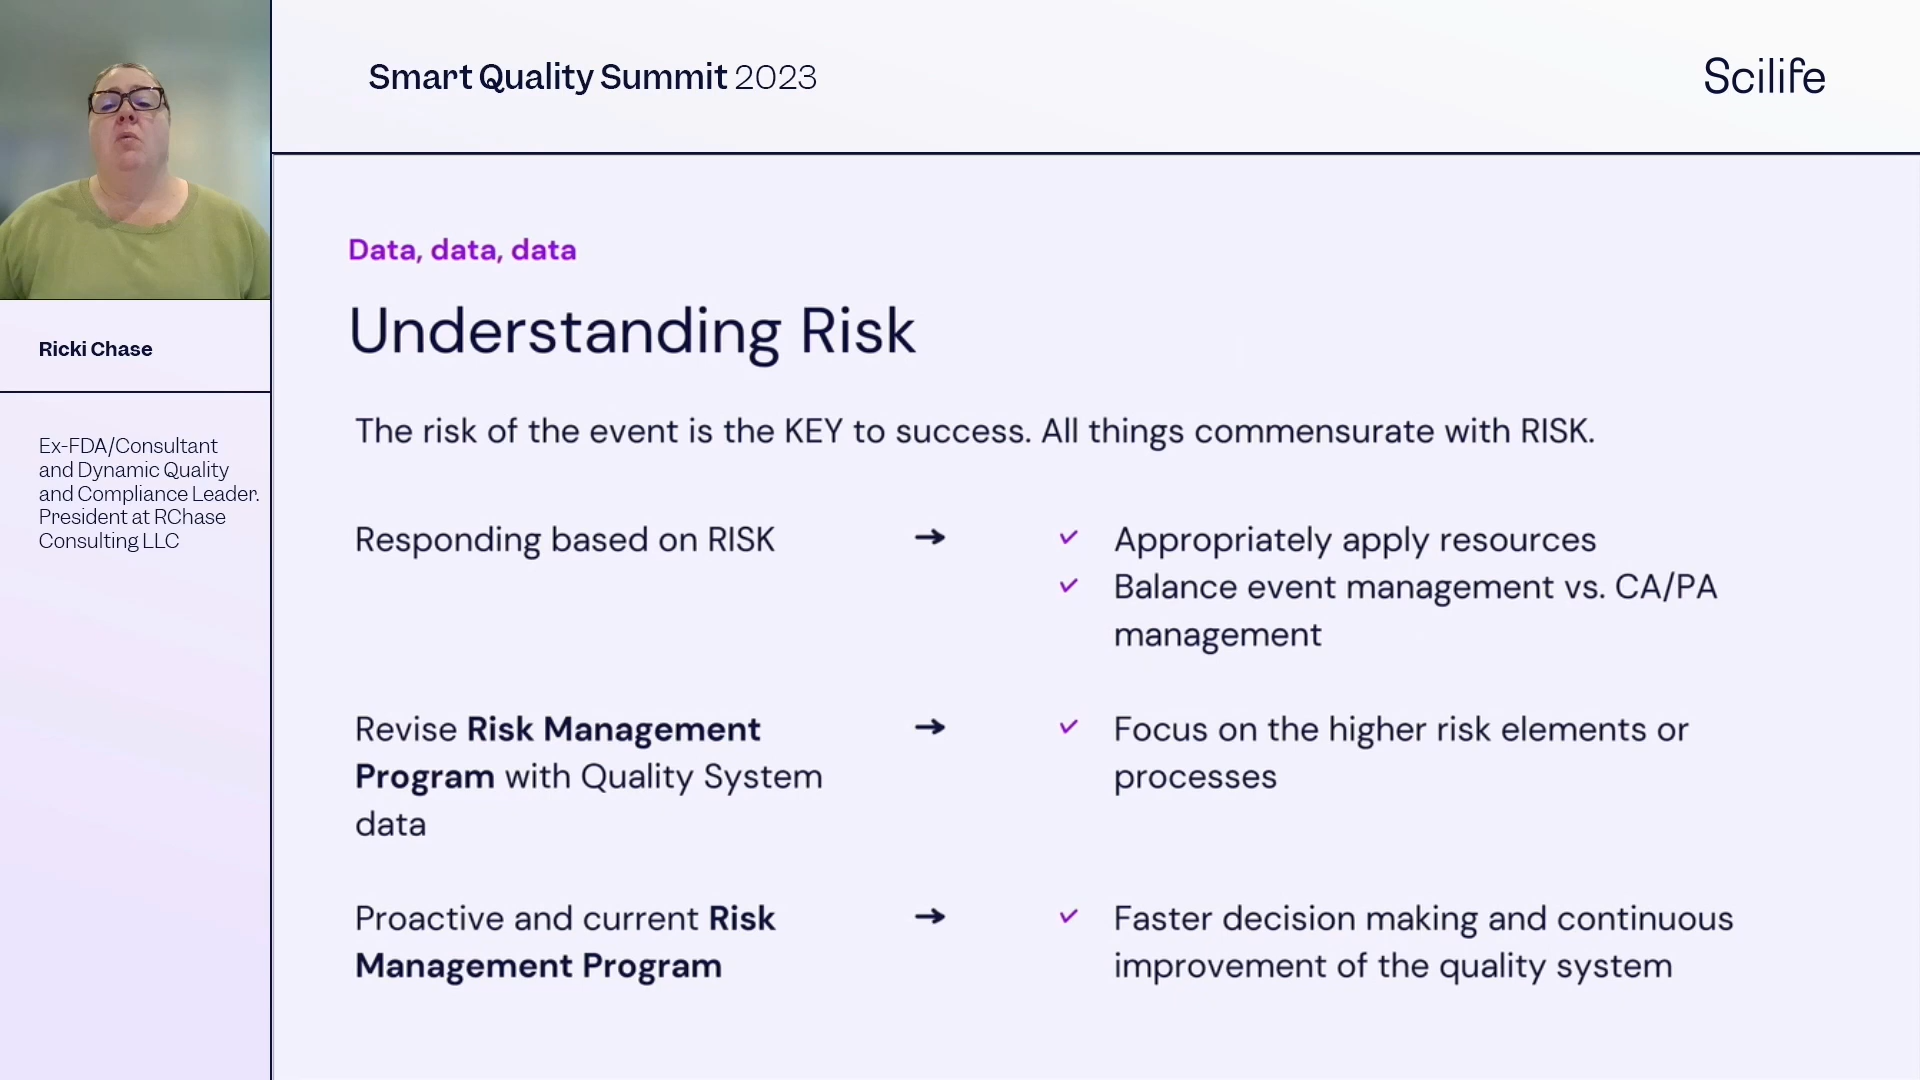 Smart Quality Summit 2023
Scilife
Ricki Chase
Ex-FDA/Consultant
and Dynamic Quality
and Compliance Leader.
President at RChase
Consulting LLC
Data, data, data
Understanding Risk
The risk of the event is the KEY to success. All things commensurate with RISK.
Responding based on RISK
→
✓ Appropriately apply resources
✓ Balance event management vs. CA/PA
management
Revise Risk Management
Program with Quality System
data
→
✓ Focus on the higher risk elements or
processes
Proactive and current Risk
Management Program
→
✓ Faster decision making and continuous
improvement of the quality system